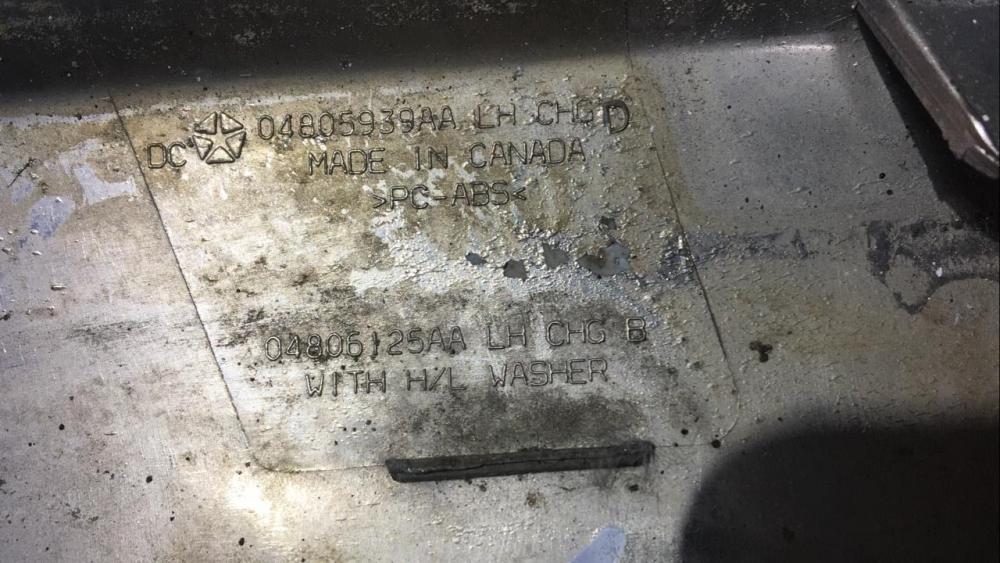 DC 04805939AA LH CHG D
MADE IN CANADA
>PC-ABS<
04806125AA LH CHG B
WITH H/L WASHER